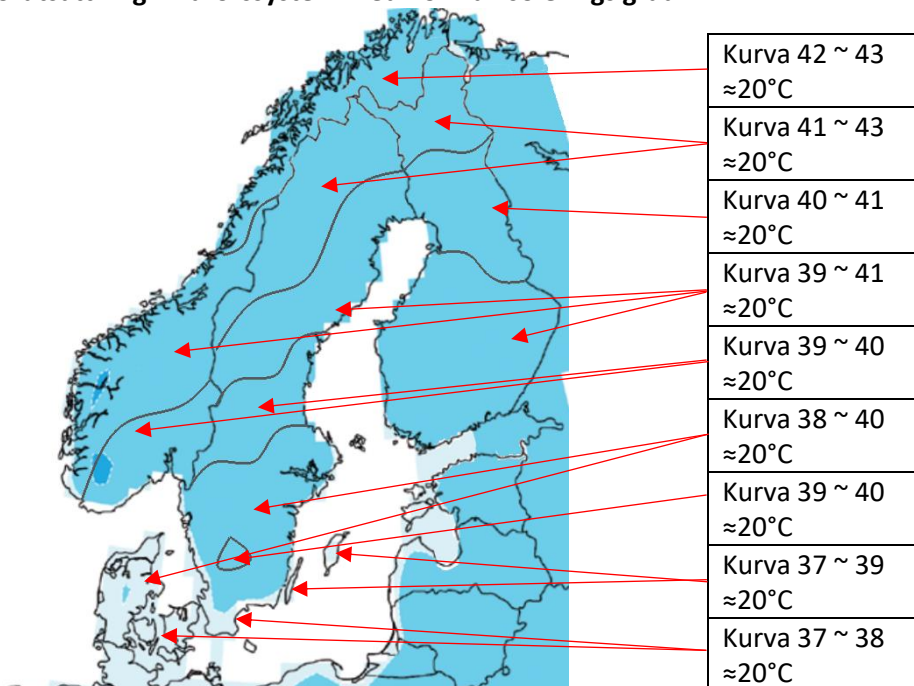 Kurva 42 ~ 43
≈20°C
Kurva 41 ~ 43
≈20°C
Kurva 40 ~ 41
≈20°C
Kurva 39 ~ 41
≈20°C
Kurva 39 ~ 40
≈20°C
Kurva 38 ~ 40
≈20°C
Kurva 39 ~ 40
≈20°C
Kurva 37 ~ 39
≈20°C
Kurva 37 ~ 38
≈20°C